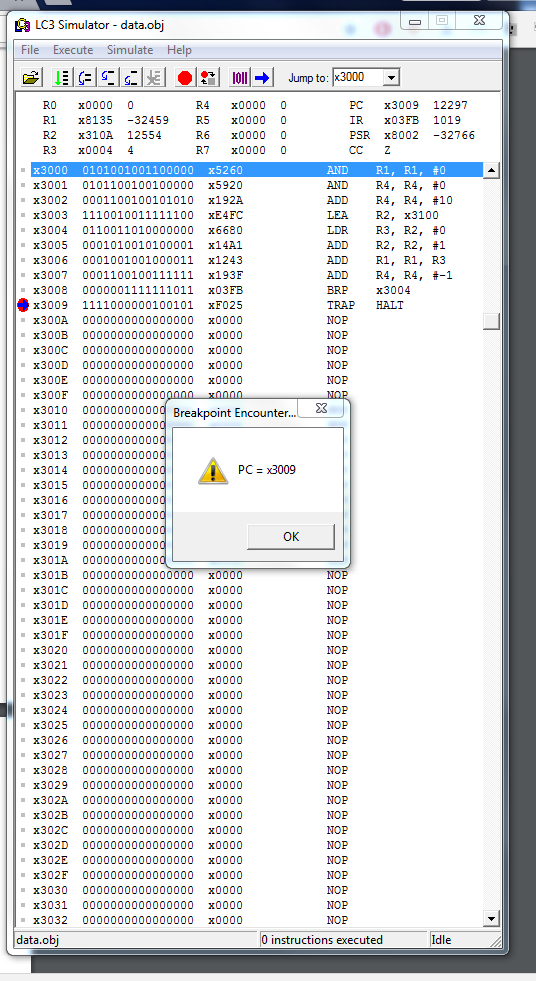 LC3 Simulator - data.obj
File Execute Simulate Help
Jump to: x3000
R0 x0000 0 R4 x0000 0 PC x3009 12297
R1 x8135 -32459 R5 x0000 0 IR x03FB 1019
R2 x310A 12554 R6 x0000 0 PSR x8002 -32766
R3 x0004 4 R7 x0000 0 CC Z
x3000 0101001001100000 x5260 AND R1, R1, #0
x3001 0101100100100000 x5920 AND R4, R4, #0
x3002 0001100100101010 x192A ADD R4, R4, #10
x3003 1110010011111100 xE4FC LEA R2, x3100
x3004 0110011010000000 x6680 LDR R3, R2, #0
x3005 0001010010100001 x14A1 ADD R2, R2, #1
x3006 0001001001000011 x1243 ADD R1, R1, R3
x3007 0001100100111111 x193F ADD R4, R4, #-1
x3008 0000001111111011 x03FB BRP x3004
x3009 1111000000100101 xF025 TRAP HALT
x300A 0000000000000000 x0000 NOP
x300B 0000000000000000 x0000 NOP
x300C 0000000000000000 x0000 NOP
x300D 0000000000000000 x0000 NOP
x300E 0000000000000000 x0000 NOP
x300F 0000000000000000 x0000 NOP
x3010
x3011
x3012
x3013
x3014
x3015
x3016
x3017
x3018
x3019
x301A
Breakpoint Encounter...
PC = x3009
OK
x301B 0000000000000000 x0000 NOP
x301C 0000000000000000 x0000 NOP
x301D 0000000000000000 x0000 NOP
x301E 0000000000000000 x0000 NOP
x301F 0000000000000000 x0000 NOP
x3020 0000000000000000 x0000 NOP
x3021 0000000000000000 x0000 NOP
x3022 0000000000000000 x0000 NOP
x3023 0000000000000000 x0000 NOP
x3024 0000000000000000 x0000 NOP
x3025 0000000000000000 x0000 NOP
x3026 0000000000000000 x0000 NOP
x3027 0000000000000000 x0000 NOP
x3028 0000000000000000 x0000 NOP
x3029 0000000000000000 x0000 NOP
x302A 0000000000000000 x0000 NOP
x302B 0000000000000000 x0000 NOP
x302C 0000000000000000 x0000 NOP
x302D 0000000000000000 x0000 NOP
x302E 0000000000000000 x0000 NOP
x302F 0000000000000000 x0000 NOP
x3030 0000000000000000 x0000 NOP
x3031 0000000000000000 x0000 NOP
x3032 0000000000000000 x0000 NOP
data.obj 0 instructions executed Idle